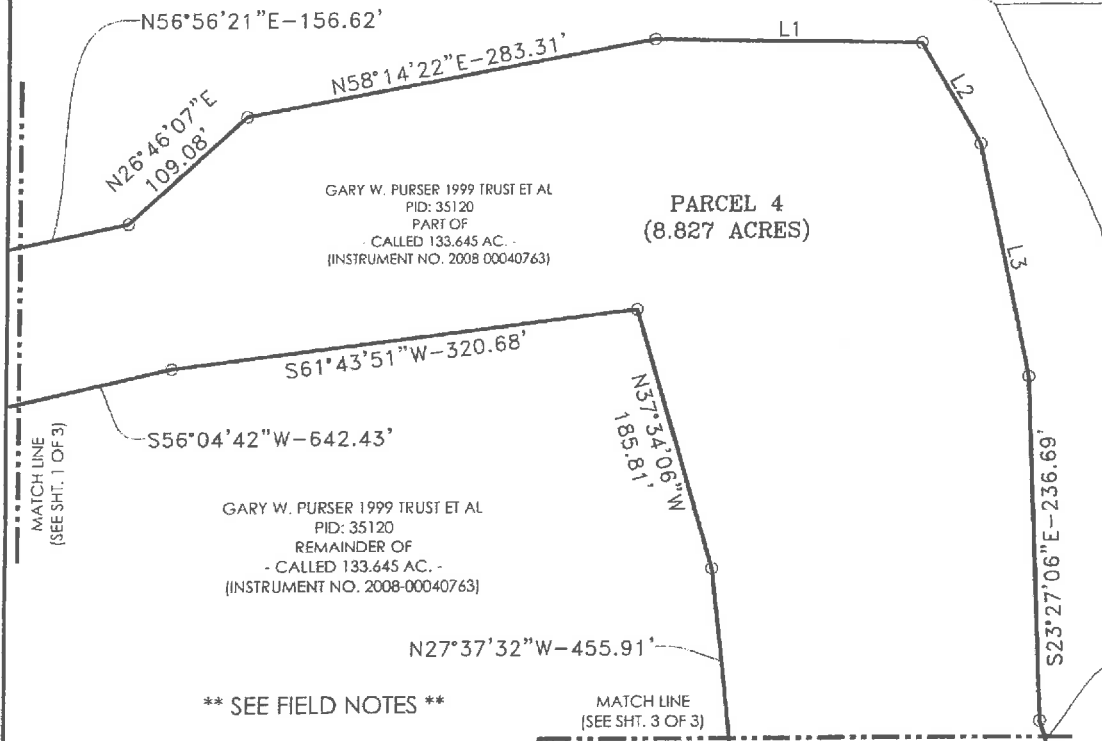 N56°56'21"E-156.62'
N58°14'22"E-283.31'
L1
L2
N26°46'07"E
109.08'
GARY W. PURSER 1999 TRUST ET AL
PID: 35120
PART OF
- CALLED 133.645 AC. -
(INSTRUMENT NO. 2008 00040763)
PARCEL 4
(8.827 ACRES)
L3
S61°43'51"W-320.68'
N37°34'06"W
185.81'
S56°04'42"W-642.43'
MATCH LINE
(SEE SHT. 1 OF 3)
GARY W. PURSER 1999 TRUST ET AL
PID: 35120
REMAINDER OF
- CALLED 133.645 AC. -
(INSTRUMENT NO. 2008-00040763)
S23°27'06"E-236.69'
N27°37'32"W-455.91'
** SEE FIELD NOTES **
MATCH LINE
(SEE SHT. 3 OF 3)